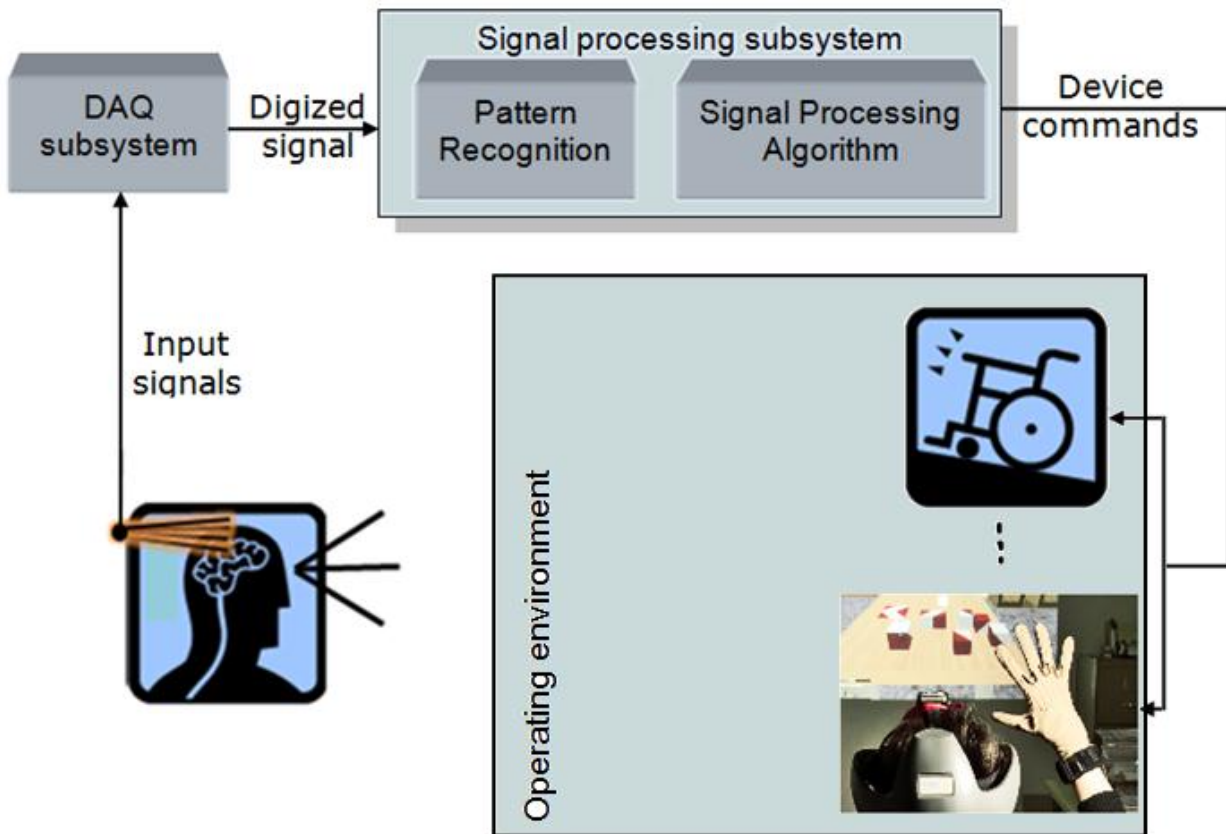 Signal processing subsystem
DAQ
subsystem
Digized
signal
Pattern
Recognition
Signal Processing
Algorithm
Device
commands
Input
signals
Operating environment